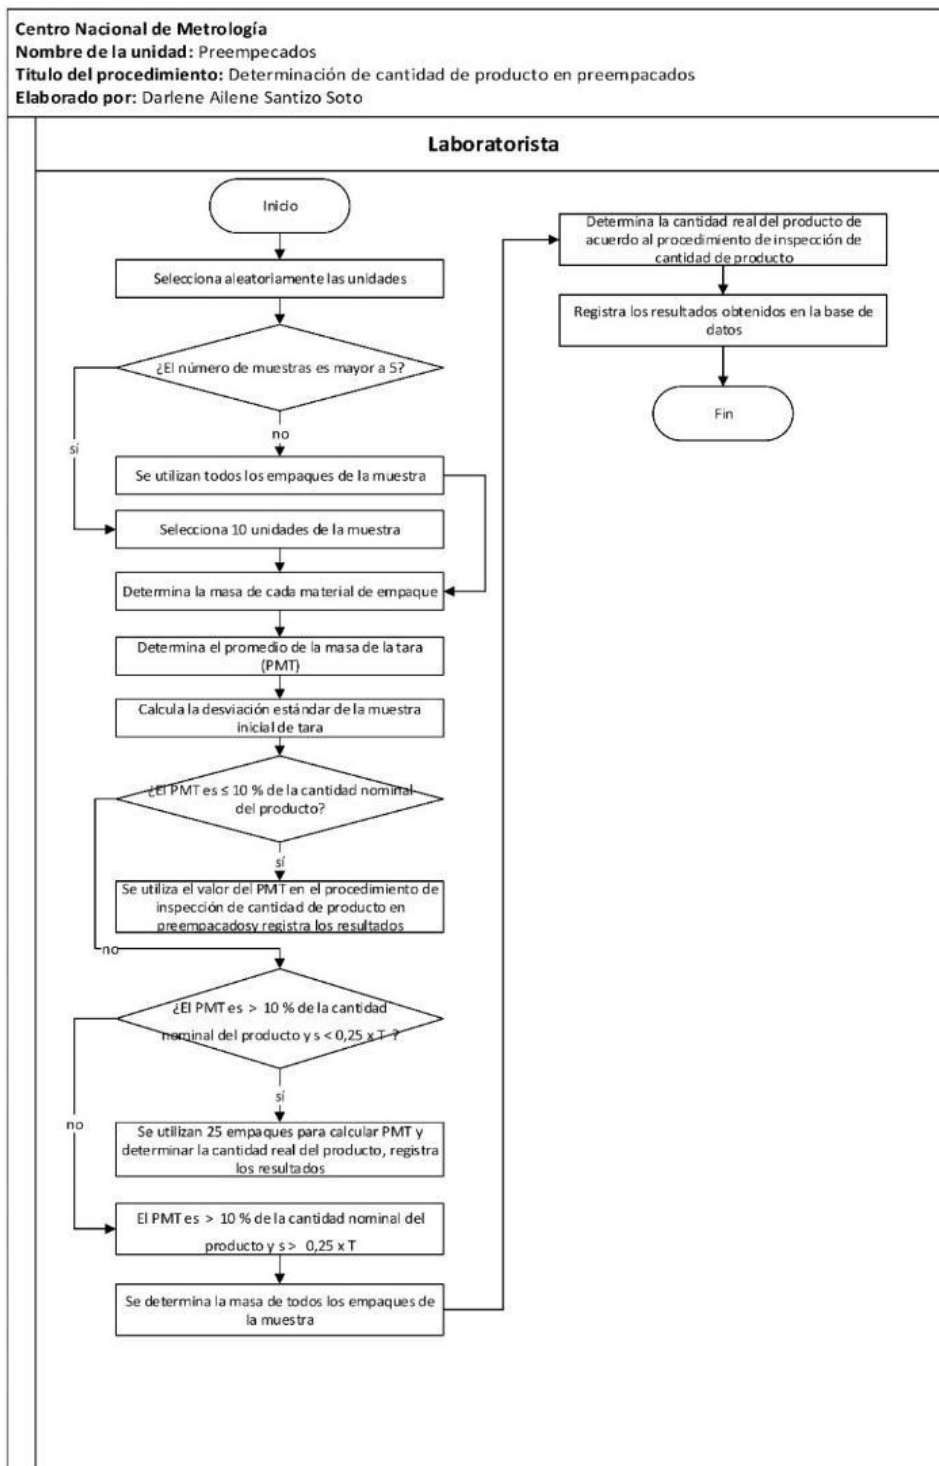 Centro Nacional de Metrología
Nombre de la unidad: Preempecados
Titulo del procedimiento: Determinación de cantidad de producto en preempacados
Elaborado por: Darlene Ailene Santizo Soto
Laboratorista
Inicio
Selecciona aleatoriamente las unidades
¿El número de muestras es mayor a 5?
no
sí
Se utilizan todos los empaques de la muestra
Selecciona 10 unidades de la muestra
Determina la masa de cada material de empaque
Determina el promedio de la masa de la tara
(PMT)
Calcula la desviación estándar de la muestra
inicial de tara
¿El PMT es ≤ 10 % de la cantidad nominal
del producto?
sí
Se utiliza el valor del PMT en el procedimiento de
inspección de cantidad de producto en
preempacadosy registra los resultados
no
¿El PMT es > 10 % de la cantidad
nominal del producto y s < 0,25 x T ?
sí
no
Se utilizan 25 empaques para calcular PMT y
determinar la cantidad real del producto, registra
los resultados
El PMT es > 10 % de la cantidad nominal del
producto y s > 0,25 x T
Se determina la masa de todos los empaques de
la muestra
Determina la cantidad real del producto de
acuerdo al procedimiento de inspección de
cantidad de producto
Registra los resultados obtenidos en la base de
datos
Fin